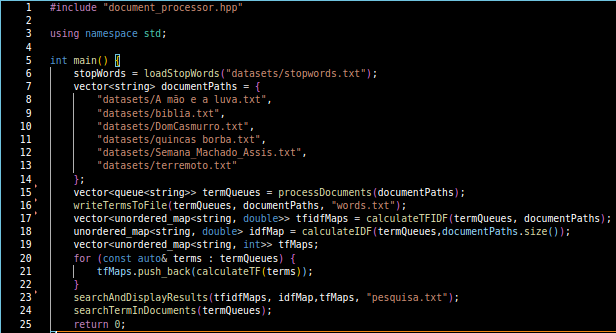 1 #include "document_processor.hpp"
2
3 using namespace std;
4
5 int main() {
6 stopWords = loadStopWords("datasets/stopwords.txt");
7 vector<string> documentPaths = {
8 "datasets/A mão e a luva.txt",
9 "datasets/biblia.txt",
10 "datasets/DomCasmurro.txt",
11 "datasets/quincas borba.txt",
12 "datasets/Semana_Machado_Assis.txt",
13 "datasets/terremoto.txt"
14 };
15 vector<queue<string>> termQueues = processDocuments(documentPaths);
16 writeTermsToFile(termQueues, documentPaths, "words.txt");
17 vector<unordered_map<string, double>> tfidfMaps = calculateTFIDF(termQueues, documentPaths);
18 unordered_map<string, double> idfMap = calculateIDF(termQueues,documentPaths.size());
19 vector<unordered_map<string, int>> tfMaps;
20 for (const auto& terms : termQueues) {
21 tfMaps.push_back(calculateTF(terms));
22 }
23 searchAndDisplayResults(tfidfMaps, idfMap,tfMaps, "pesquisa.txt");
24 searchTermInDocuments(termQueues);
25 return 0;